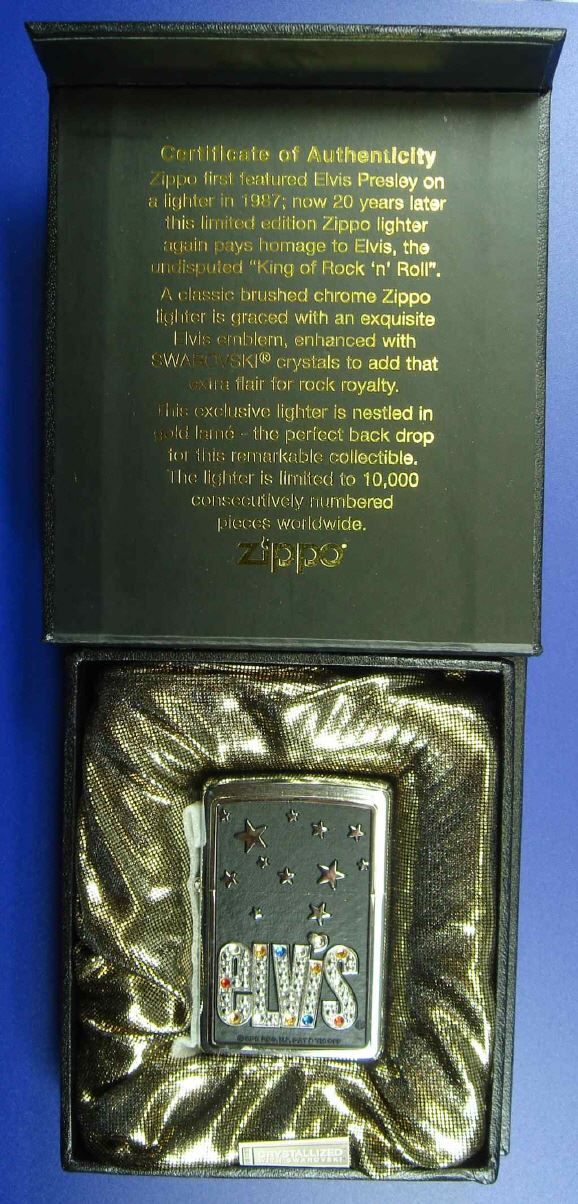 Certificate of Authenticity
Zippo first featured Elvis Presley on
a lighter in 1987; now 20 years later
this limited edition Zippo lighter
again pays homage to Elvis, the
undisputed “King of Rock ‘n’ Roll”.
A classic brushed chrome Zippo
lighter is graced with an exquisite
Elvis emblem, enhanced with
SWAROVSKI® crystals to add that
extra flair for rock royalty.
This exclusive lighter is nestled in
gold lamé - the perfect back drop
for this remarkable collectible.
The lighter is limited to 10,000
consecutively numbered
pieces worldwide.
zippo
eLVis
CRYSTALLIZED